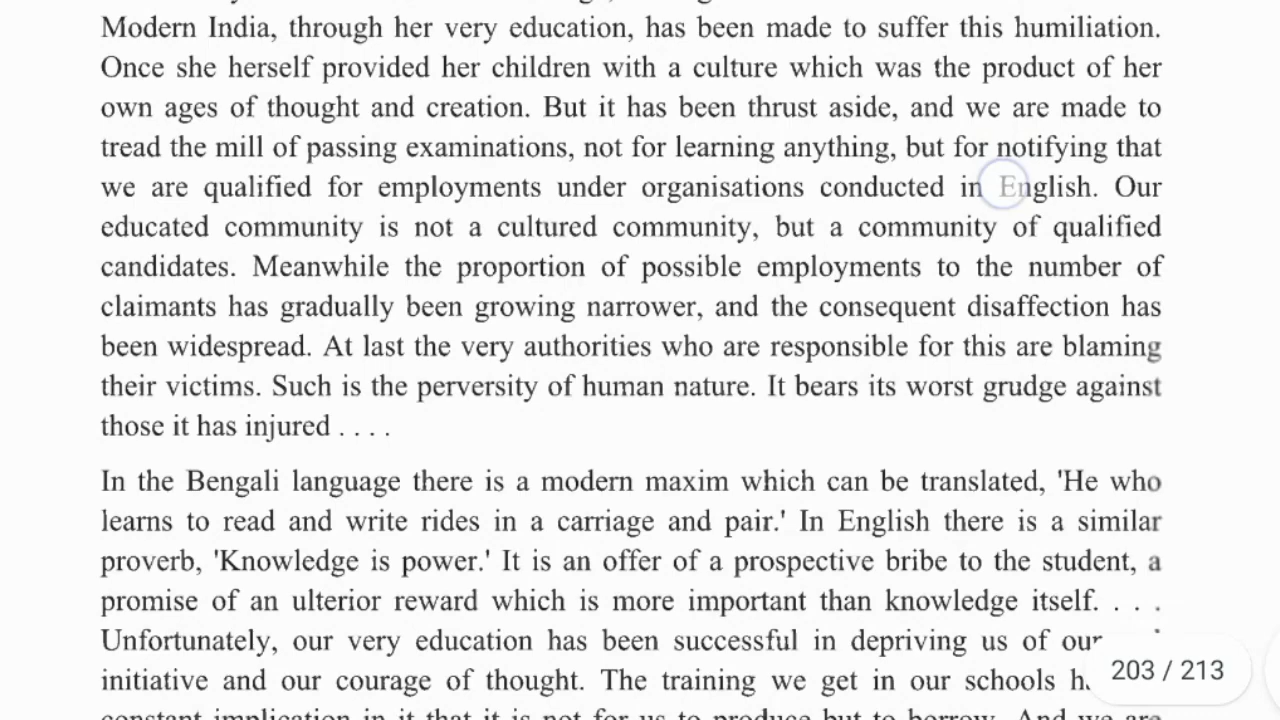 Modern India, through her very education, has been made to suffer this humiliation.
Once she herself provided her children with a culture which was the product of her
own ages of thought and creation. But it has been thrust aside, and we are made to
tread the mill of passing examinations, not for learning anything, but for notifying that
we are qualified for employments under organisations conducted in English. Our
educated community is not a cultured community, but a community of qualified
candidates. Meanwhile the proportion of possible employments to the number of
claimants has gradually been growing narrower, and the consequent disaffection has
been widespread. At last the very authorities who are responsible for this are blaming
their victims. Such is the perversity of human nature. It bears its worst grudge against
those it has injured . . . .
In the Bengali language there is a modern maxim which can be translated, 'He who
learns to read and write rides in a carriage and pair.' In English there is a similar
proverb, 'Knowledge is power.' It is an offer of a prospective bribe to the student, a
promise of an ulterior reward which is more important than knowledge itself. . . .
Unfortunately, our very education has been successful in depriving us of our
initiative and our courage of thought. The training we get in our schools
203 / 213
constant implication in it that it is not for us to produce but to borrow. And we are